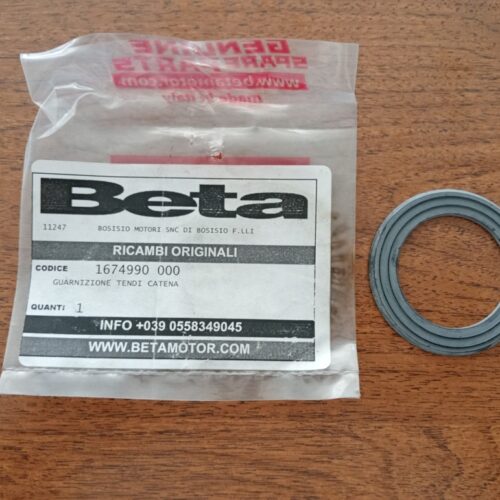 GENUINE
SPARE PARTS
www.betamotor.com
made in Italy
Beta
11247 BOSISIO MOTORI SNC DI BOSISIO F.LLI
RICAMBI ORIGINALI
CODICE 1674990 000
GUARNIZIONE TENDI CATENA
QUANT: 1
INFO +039 0558349045
WWW.BETAMOTOR.COM